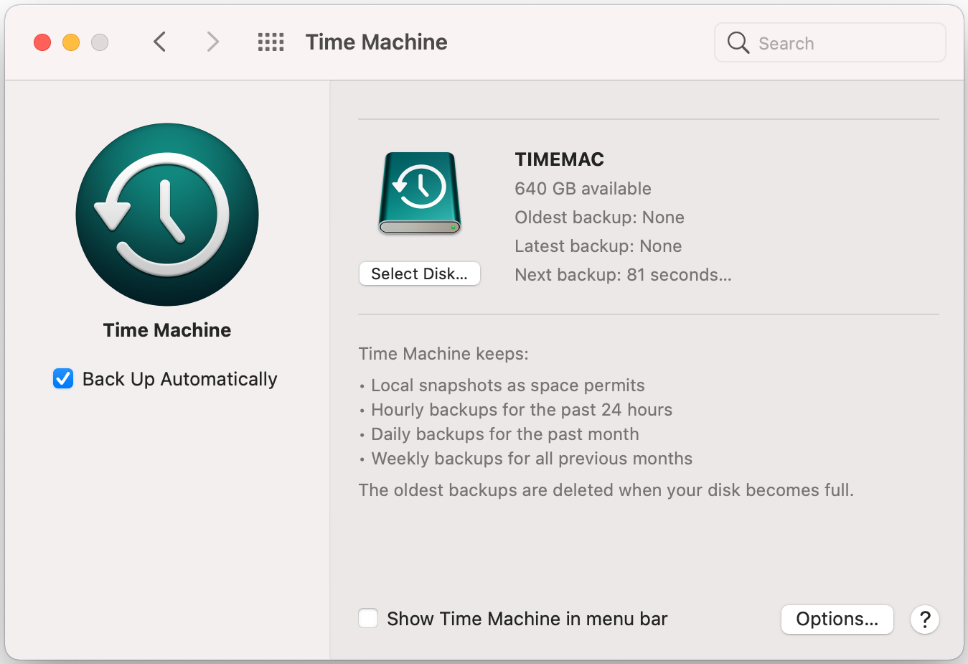 Time Machine
Search
TIMEMAC
640 GB available
Oldest backup: None
Latest backup: None
Select Disk...
Next backup: 81 seconds...
Time Machine
Back Up Automatically
Time Machine keeps:
• Local snapshots as space permits
• Hourly backups for the past 24 hours
• Daily backups for the past month
• Weekly backups for all previous months
The oldest backups are deleted when your disk becomes full.
Show Time Machine in menu bar
Options...
?